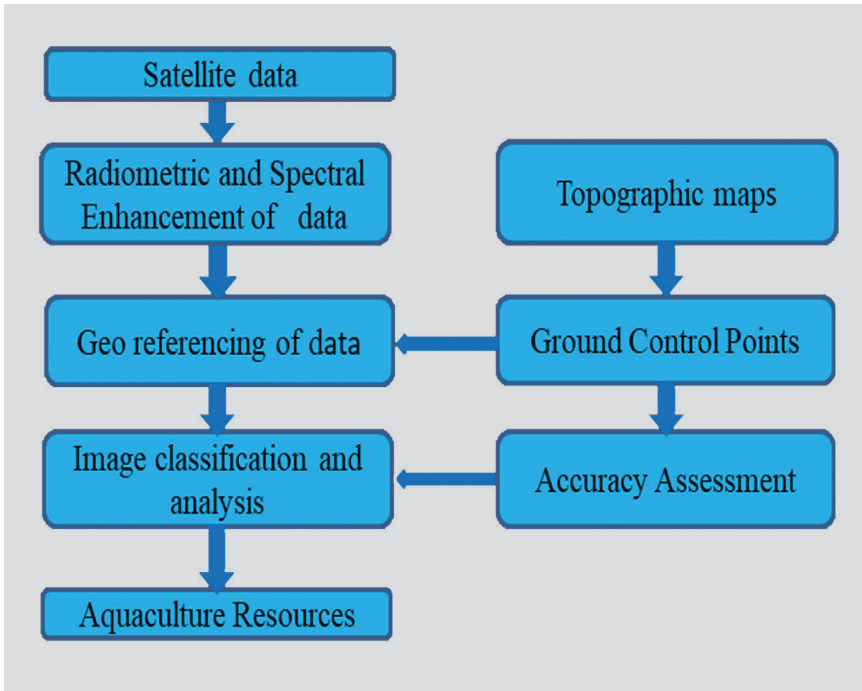 Satellite data
Radiometric and Spectral
Enhancement of data
Topographic maps
Geo referencing of data
Ground Control Points
Image classification and
analysis
Accuracy Assessment
Aquaculture Resources